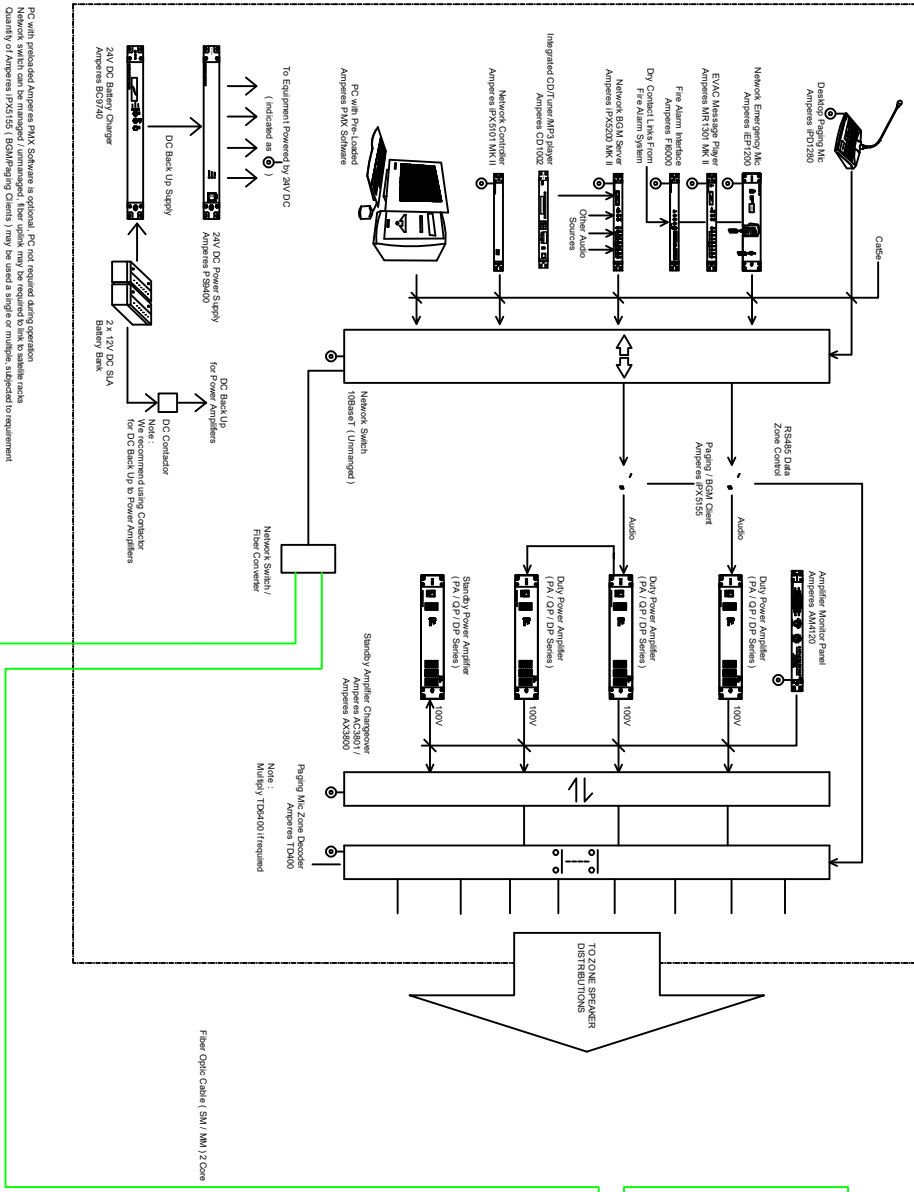 Desktop Paging Mic
Amperes iPD1280
Cat5e
Network Emergency Mic
Amperes iEP1200
EVAC Message Player
Amperes MR1301 MK II
Fire Alarm Interface
Amperes FI6000
Dry Contact Links From
Fire Alarm System
Network BGM Server
Amperes iPX5200 MK II
Other Audio
Sources
Integrated CD/Tuner/MP3 player
Amperes CD1002
Network Controller
Amperes iPX5101 MK II
PC with Pre-Loaded
Amperes PMX Software
To Equipment Powered by 24V DC
( indicated as
)
24V DC Power Supply
Amperes PS9400
DC Back Up Supply
24V DC Battery Charger
Amperes BC9740
2 x 12V DC SLA
Battery Bank
DC Back Up
for Power Amplifiers
DC Contactor
Note :
We recommend using Contactor
for DC Back Up to Power Amplifiers
Network Switch
10BaseT ( Unmanged )
RS485 Data
Zone Control
Paging / BGM Client
Amperes iPX5155
Audio
Audio
Network Switch /
Fiber Converter
Amplifier Monitor Panel
Amperes AM4120
Duty Power Amplifier
( PA / QP / DP Series )
100V
Duty Power Amplifier
( PA / QP / DP Series )
100V
Duty Power Amplifier
( PA / QP / DP Series )
100V
Standby Power Amplifier
( PA / QP / DP Series )
100V
Standby Amplifier Changeover
Amperes AC3801 /
Amperes AX3800
Paging Mic Zone Decoder
Amperes TD400
Note :
Multiply TD6400 if required
TO ZONE SPEAKER
DISTRIBUTIONS
Fiber Optic Cable ( SM / MM ) 2 Core
PC with preloaded Amperes PMX Software is optional, PC not required during operation
Network switch can be managed / unmanaged, fiber uplink may be required to link to satelite racks
Quantity of Amperes iPX5155 ( BGM/Paging Clients ) may be used a single or multiple, subjected to requirement